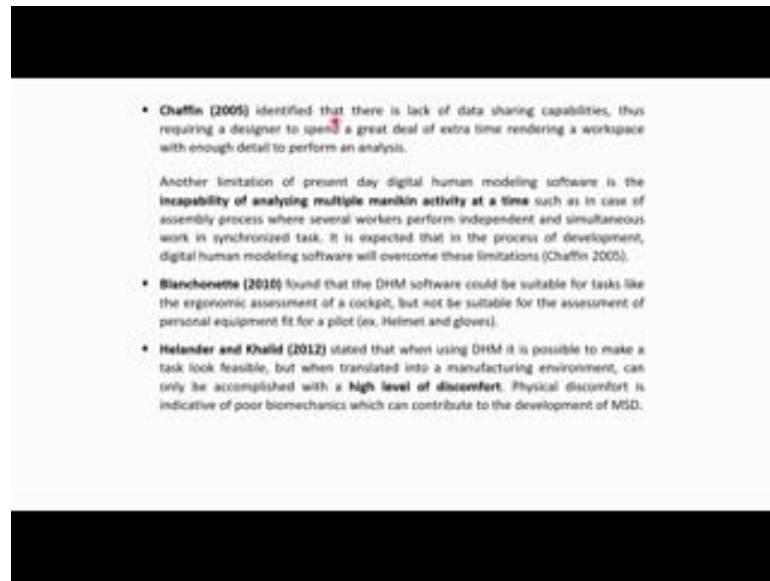 ▪ Chaffin (2005) identified that there is lack of data sharing capabilities, thus
requiring a designer to spend a great deal of extra time rendering a workspace
with enough detail to perform an analysis.
Another limitation of present day digital human modeling software is the
incapability of analyzing multiple manikin activity at a time such as in case of
assembly process where several workers perform independent and simultaneous
work in synchronized task. It is expected that in the process of development,
digital human modeling software will overcome these limitations (Chaffin 2005).
▪ Blanchonette (2010) found that the DHM software could be suitable for tasks like
the ergonomic assessment of a cockpit, but not be suitable for the assessment of
personal equipment fit for a pilot (ex. Helmet and gloves).
▪ Helander and Khalid (2012) stated that when using DHM it is possible to make a
task look feasible, but when translated into a manufacturing environment, can
only be accomplished with a high level of discomfort. Physical discomfort is
indicative of poor biomechanics which can contribute to the development of MSD.